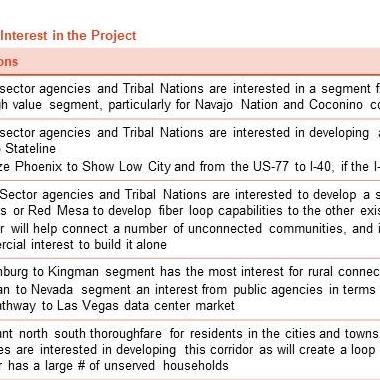 Interest in the Project
ons
sector agencies and Tribal Nations are interested in a segment f
gh value segment, particularly for Navajo Nation and Coconino co
sector agencies and Tribal Nations are interested in developing
Stateline
ze Phoenix to Show Low City and from the US-77 to I-40, if the I-
Sector agencies and Tribal Nations are interested to develop a s
s or Red Mesa to develop fiber loop capabilities to the other exis
r will help connect a number of unconnected communities, and i
ercial interest to build it alone
nburg to Kingman segment has the most interest for rural connec
an to Nevada segment an interest from public agencies in terms
athway to Las Vegas data center market
ant north south thoroughfare for residents in the cities and towns
es are interested in developing this corridor as will create a loop
r has a large # of unserved households